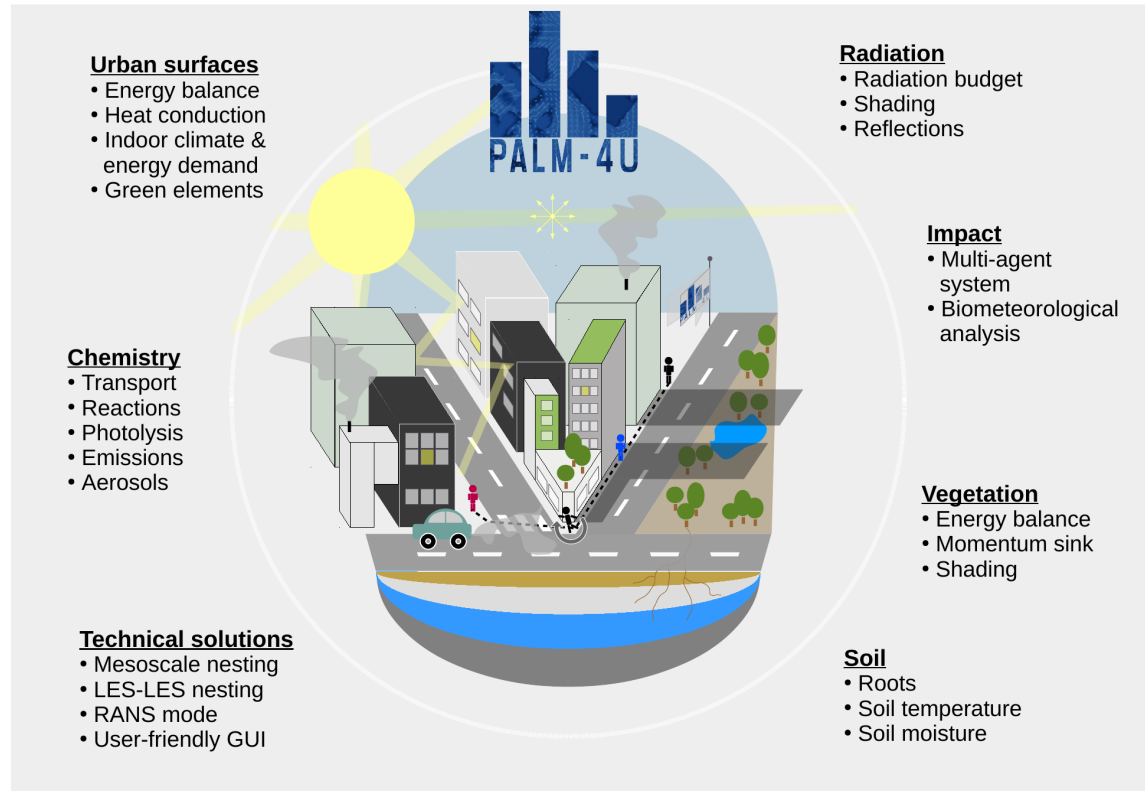 PALM-4U
Urban surfaces
• Energy balance
• Heat conduction
• Indoor climate &
energy demand
• Green elements
Chemistry
• Transport
• Reactions
• Photolysis
• Emissions
• Aerosols
Technical solutions
• Mesoscale nesting
• LES-LES nesting
• RANS mode
• User-friendly GUI
Radiation
• Radiation budget
• Shading
• Reflections
Impact
• Multi-agent
system
• Biometeorological
analysis
Vegetation
• Energy balance
• Momentum sink
• Shading
Soil
• Roots
• Soil temperature
• Soil moisture